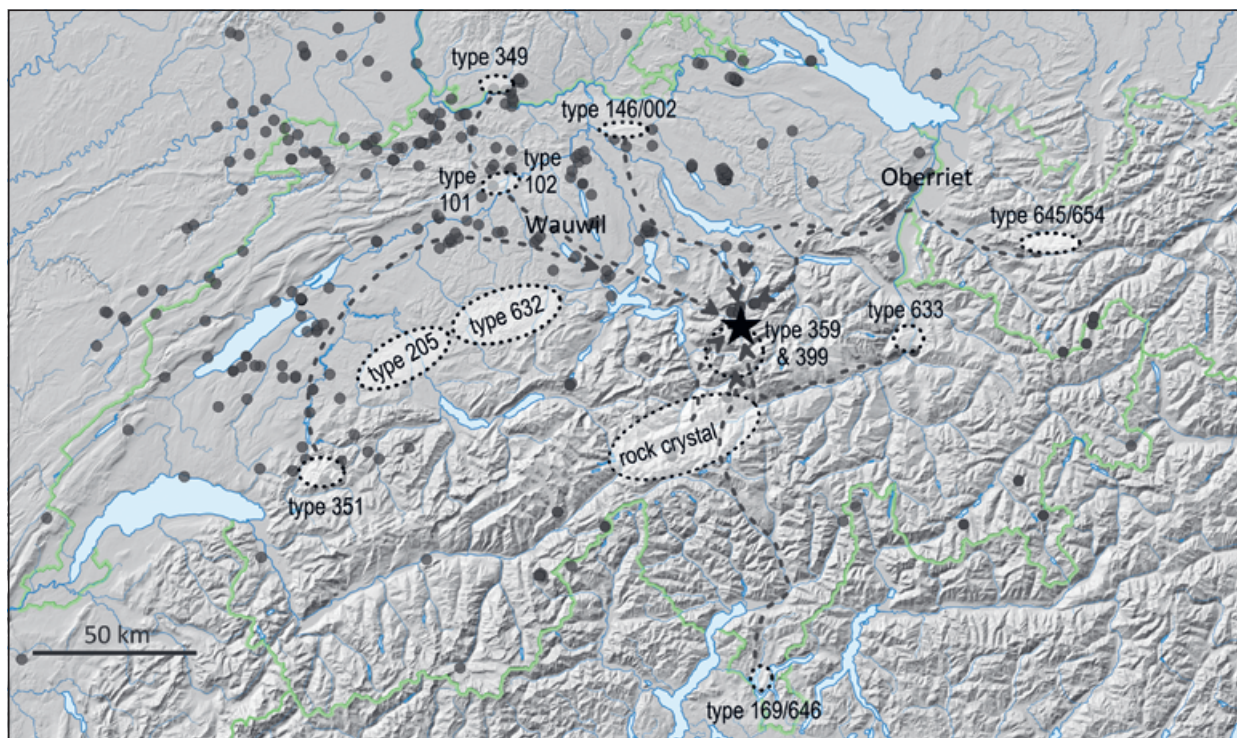 type 349
type 146/002
type
101
type
102
Wauwil
Oberriet
type 645/654
type 632
type 205
type 633
type 359
& 399
rock crystal
type 351
50 km
type 169/646